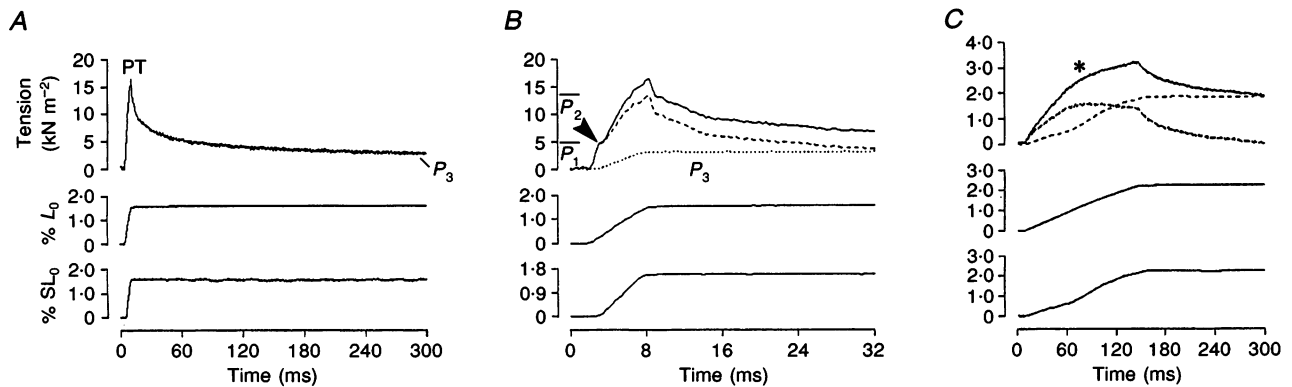 A
B
C
Tension
(kN m⁻²)
20
15
10
5
0
PT
P₃
% L₀
2·0
1·0
0
% SL₀
2·0
1·0
0
0 60 120 180 240 300
Time (ms)
20
15
10
5
0
P₂
P₁
P₃
2·0
1·0
0
1·8
0·9
0
0 8 16 24 32
Time (ms)
4·0
3·0
2·0
1·0
0
*
3·0
2·0
1·0
0
3·0
2·0
1·0
0
0 60 120 180 240 300
Time (ms)